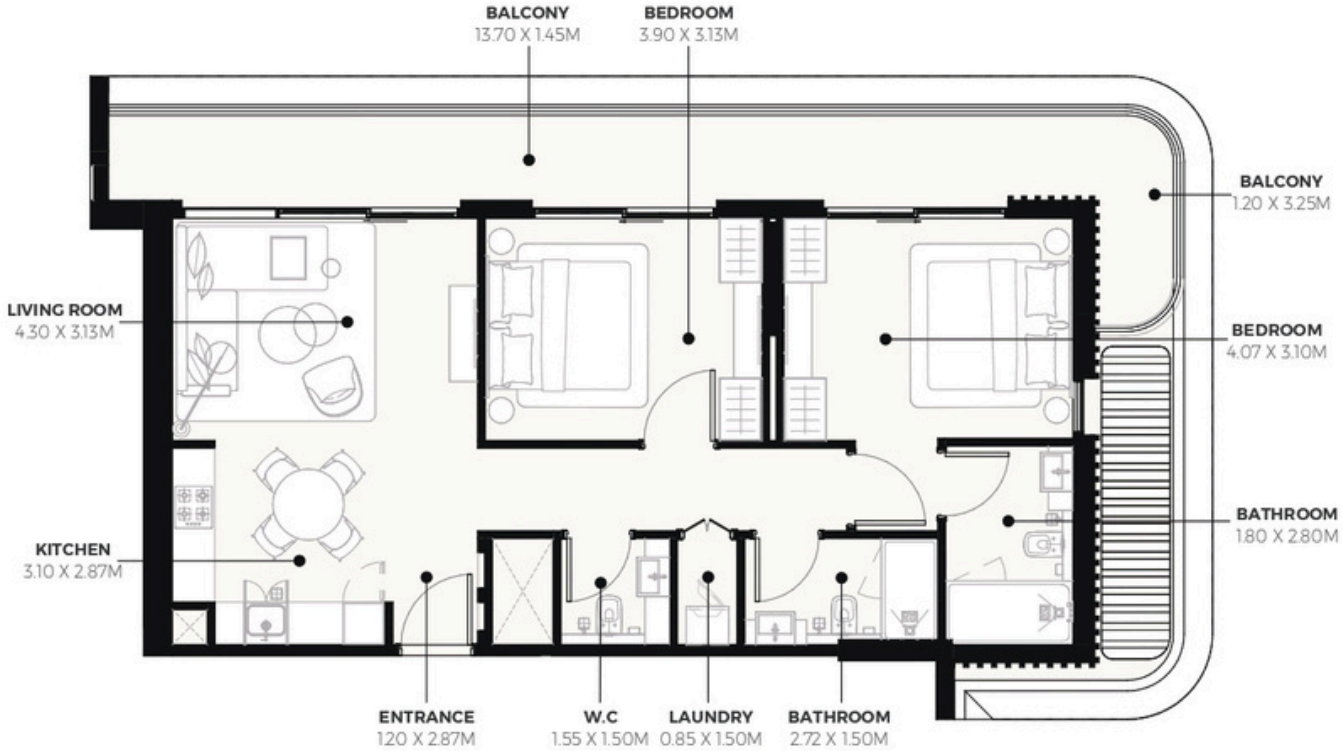 BALCONY
13.70 X 1.45M
BEDROOM
3.90 X 3.13M
BALCONY
1.20 X 3.25M
LIVING ROOM
4.30 X 3.13M
BEDROOM
4.07 X 3.10M
KITCHEN
3.10 X 2.87M
BATHROOM
1.80 X 2.80M
ENTRANCE
1.20 X 2.87M
W.C
1.55 X 1.50M
LAUNDRY
0.85 X 1.50M
BATHROOM
2.72 X 1.50M